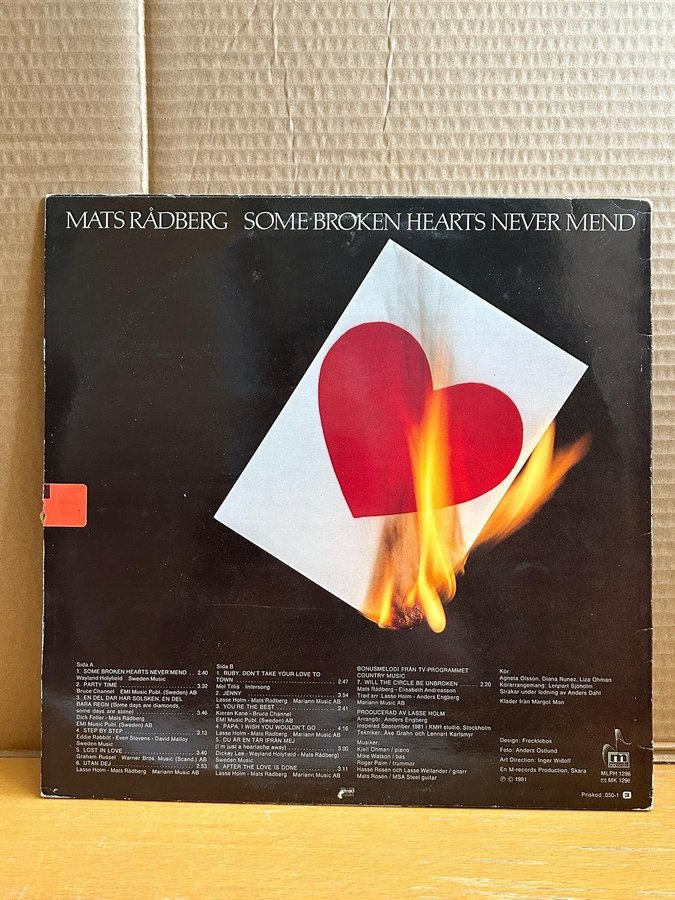 MATS RÅDBERG SOME BROKEN HEARTS NEVER MEND
Sida A
1. SOME BROKEN HEARTS NEVER MEND .. 2.40
Wayland Holyfield Sweden Music
2. PARTY TIME . . . 3.32
Bruce Channel EMI Music Publ. (Sweden) AB
3. EN DEL DAR HAR SOLSKEN, EN DEL
BARA REGN (Some days are diamonds,
some days are stone)
Dick Feller - Mats Rådberg
EMI Music Publ. (Sweden) AB
4. STEP BY STEP . . . 3.13
Eddie Rabbitt - Even Stevens - David Malloy
Sweden Music
5. LOST IN LOVE . . . 3.40
Graham Russel Warner Bros. Music (Scand.) AB
6. UTAN DEJ . . . 2.53
Lasse Holm - Mats Rådberg Mariann Music AB
Sida B
1. RUBY, DON'T TAKE YOUR LOVE TO
TOWN . . . 2.47
Mel Tillis Intersong
2. JENNY . . . 3.54
Lasse Holm - Mats Rådberg Mariann Music AB
3. YOU'RE THE BEST . . . 2.41
Kieran Kane - Bruce Channel
EMI Music Publ. (Sweden) AB
4. PAPA, I WISH YOU WOULDN'T GO . . . 4.16
Lasse Holm - Mats Rådberg Mariann Music AB
5. DU ÄR EN TÅR IFRÅN MEJ
(I'm just a heartache away) . . . 3.00
Dickey Lee - Wayland Holyfield - Mats Rådberg
Sweden Music
6. AFTER THE LOVE IS DONE . . . 3.11
Lasse Holm - Mats Rådberg Mariann Music AB
BONUSMELODI FRÅN TV-PROGRAMMET
COUNTRY MUSIC
7. WILL THE CIRCLE BE UNBROKEN . . . 2.20
Mats Rådberg - Elisabeth Andreasson
Trad arr Lasse Holm - Anders Engberg
Mariann Music AB
PRODUCERAD AV LASSE HOLM
Arrangör: Anders Engberg
Inspelad September 1981 i KMH studio, Stockholm
Tekniker: Åke Grahn och Lennart Karlsmyr
Musiker:
Kjell Öhman / piano
Mike Watson / bas
Roger Palm / trummor
Hasse Rosén och Lasse Wellander / gitarr
Mats Rosén/MSA Steel guitar
Kör:
Agneta Olsson, Diana Nunez, Liza Öhman
Körarrangemang: Lennart Sjöholm
Stråkar under ledning av Anders Dahl
Kläder från Margot Man
Design: Frecklebox
Foto: Anders Östlund
Art Direction: Inger Widoff
En M-records Production, Skara
℗ © 1981
m
records
MLPH 1296
MK 1296
Priskod: 050-1 3